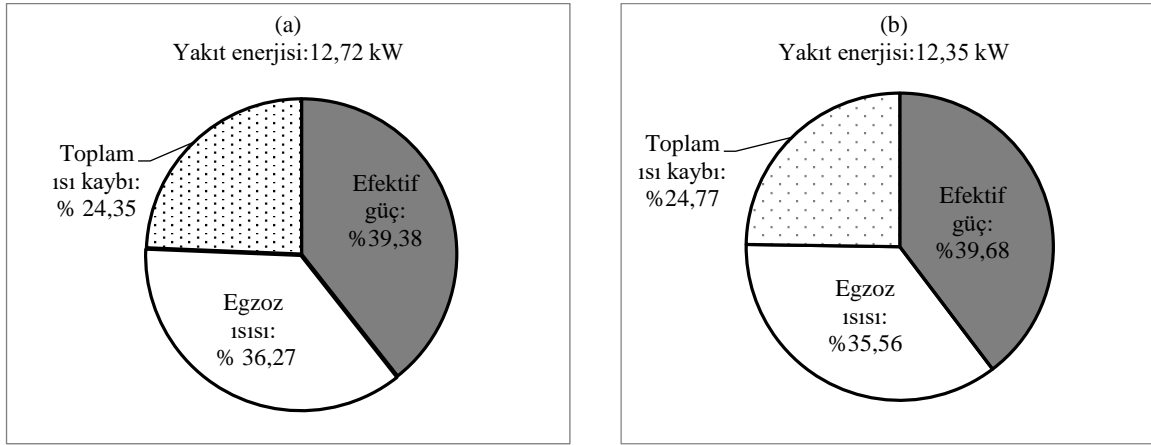 (a)
Yakıt enerjisi:12,72 kW
Toplam
ısı kaybı:
% 24,35
Efektif
güç:
%39,38
Egzoz
ısısı:
% 36,27
(b)
Yakıt enerjisi:12,35 kW
Toplam
ısı kaybı:
%24,77
Efektif
güç:
%39,68
Egzoz
ısısı:
%35,56